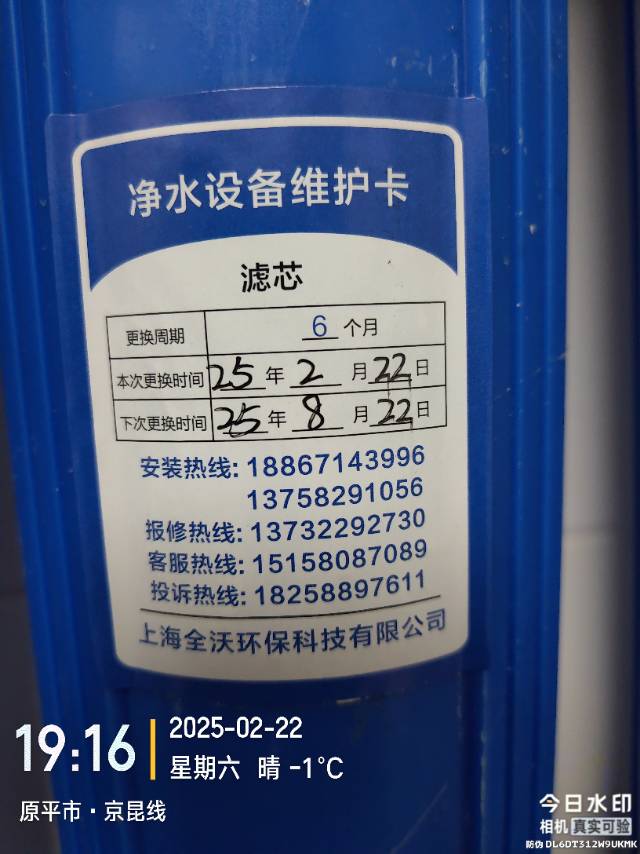 净水设备维护卡
滤芯
更换周期 6 个月
本次更换时间 25 年 2 月 22 日
下次更换时间 25 年 8 月 22 日
安装热线: 18867143996
13758291056
报修热线: 13732292730
客服热线: 15158087089
投诉热线: 18258897611
上海全沃环保科技有限公司
19:16
2025-02-22
星期六 晴 -1℃
原平市·京昆线
今日水印
相机 真实可验
防伪 DL6DT312W9UKMK